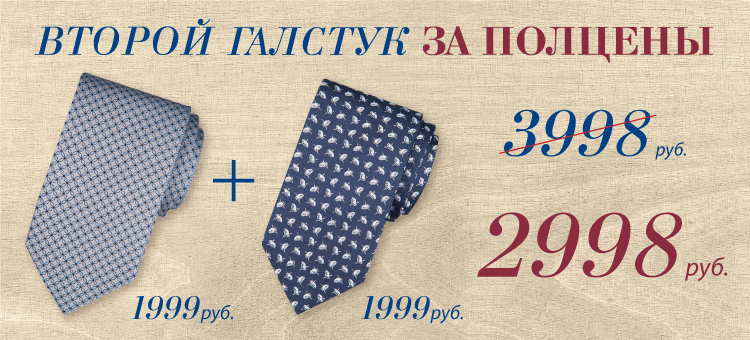 ВТОРОЙ ГАЛСТУК ЗА ПОЛЦЕНЫ
3998 руб.
+
2998 руб.
1999 руб. 1999 руб.